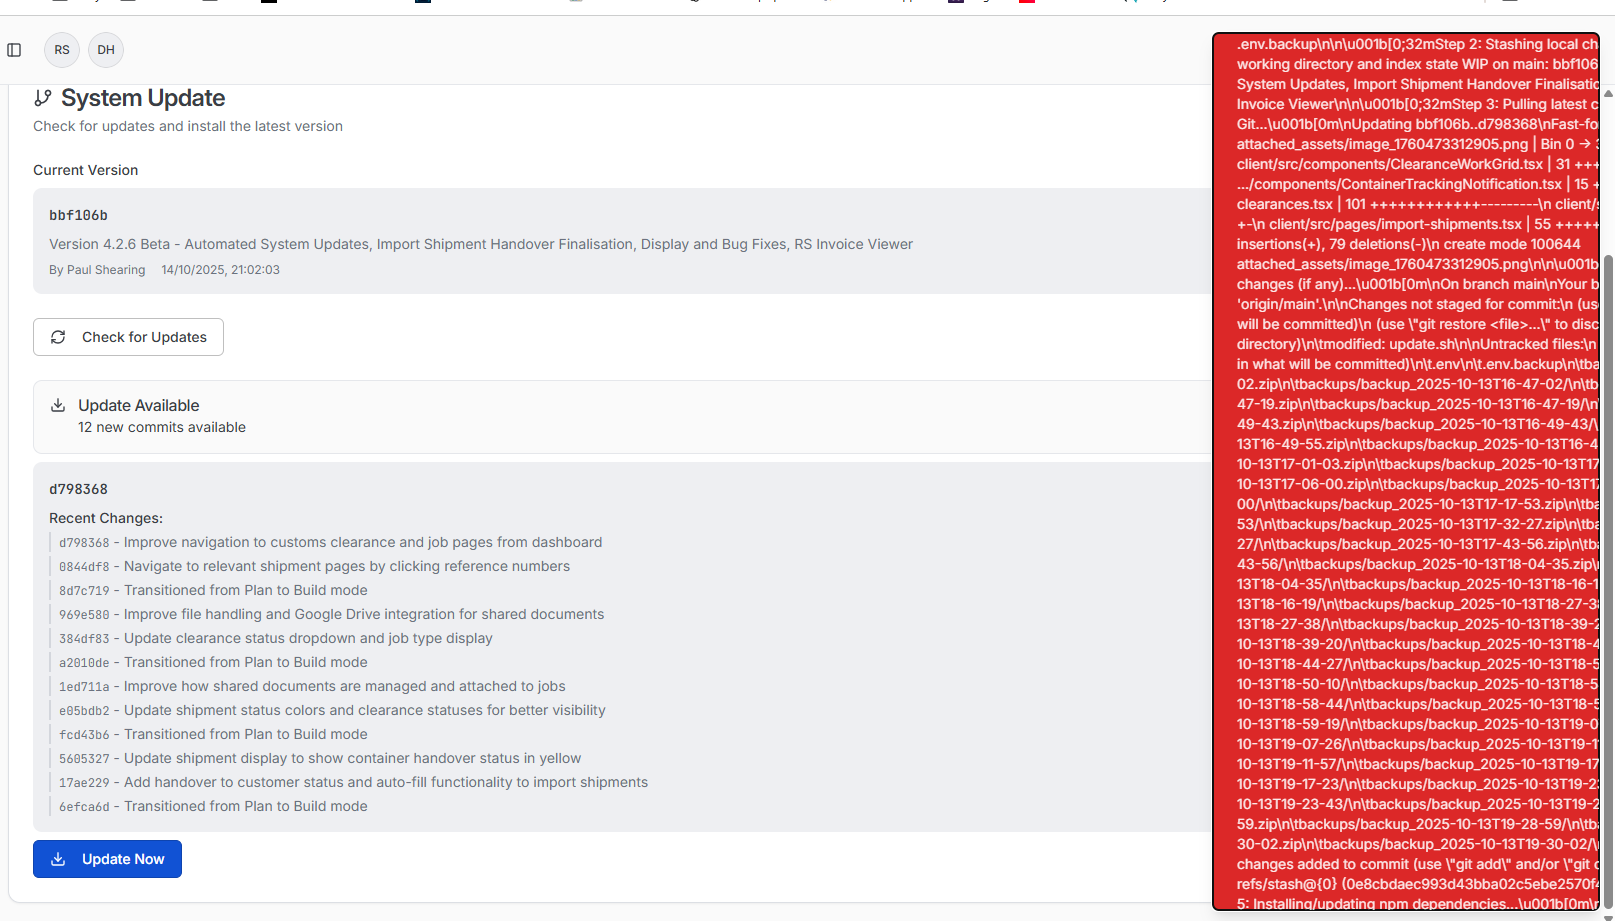 RS
DH
System Update
Check for updates and install the latest version
Current Version
bbf106b
Version 4.2.6 Beta - Automated System Updates, Import Shipment Handover Finalisation, Display and Bug Fixes, RS Invoice Viewer
By Paul Shearing 14/10/2025, 21:02:03
Check for Updates
Update Available
12 new commits available
d798368
Recent Changes:
d798368 - Improve navigation to customs clearance and job pages from dashboard
0844df8 - Navigate to relevant shipment pages by clicking reference numbers
8d7c719 - Transitioned from Plan to Build mode
969e580 - Improve file handling and Google Drive integration for shared documents
384df83 - Update clearance status dropdown and job type display
a2010de - Transitioned from Plan to Build mode
1ed711a - Improve how shared documents are managed and attached to jobs
e05bdb2 - Update shipment status colors and clearance statuses for better visibility
fcd43b6 - Transitioned from Plan to Build mode
5605327 - Update shipment display to show container handover status in yellow
17ae229 - Add handover to customer status and auto-fill functionality to import shipments
6efca6d - Transitioned from Plan to Build mode
Update Now
.env.backup\n\n\u001b[0;32mStep 2: Stashing local ch
working directory and index state WIP on main: bbf106
System Updates, Import Shipment Handover Finalisatio
Invoice Viewer\n\n\u001b[0;32mStep 3: Pulling latest c
Git...\u001b[0m\nUpdating bbf106b..d798368\nFast-fo
attached_assets/image_1760473312905.png | Bin 0 ->
client/src/components/ClearanceWorkGrid.tsx | 31 +++
.../components/ContainerTrackingNotification.tsx | 15 +
clearances.tsx | 101 ++++++++++++---------\n client/s
+-\n client/src/pages/import-shipments.tsx | 55 +++++
insertions(+), 79 deletions(-)\n create mode 100644
attached_assets/image_1760473312905.png\n\n\u001b
changes (if any)...\u001b[0m\nOn branch main\nYour b
'origin/main'.\n\nChanges not staged for commit:\n (us
will be committed)\n (use \"git restore <file>...\" to disc
directory)\n\tmodified: update.sh\n\nUntracked files:\n
in what will be committed)\n\t.env\n\t.env.backup\n\tba
02.zip\n\tbackups/backup_2025-10-13T16-47-02/\n\tb
47-19.zip\n\tbackups/backup_2025-10-13T16-47-19/\n
49-43.zip\n\tbackups/backup_2025-10-13T16-49-43/\
13T16-49-55.zip\n\tbackups/backup_2025-10-13T16-4
10-13T17-01-03.zip\n\tbackups/backup_2025-10-13T17
10-13T17-06-00.zip\n\tbackups/backup_2025-10-13T17
00/\n\tbackups/backup_2025-10-13T17-17-53.zip\n\tba
53/\n\tbackups/backup_2025-10-13T17-32-27.zip\n\tba
27/\n\tbackups/backup_2025-10-13T17-43-56.zip\n\tb
43-56/\n\tbackups/backup_2025-10-13T18-04-35.zip\
13T18-04-35/\n\tbackups/backup_2025-10-13T18-16-1
13T18-16-19/\n\tbackups/backup_2025-10-13T18-27-3
13T18-27-38/\n\tbackups/backup_2025-10-13T18-39-2
10-13T18-39-20/\n\tbackups/backup_2025-10-13T18-4
10-13T18-44-27/\n\tbackups/backup_2025-10-13T18-5
10-13T18-50-10/\n\tbackups/backup_2025-10-13T18-5
10-13T18-58-44/\n\tbackups/backup_2025-10-13T18-5
10-13T18-59-19/\n\tbackups/backup_2025-10-13T19-0
10-13T19-07-26/\n\tbackups/backup_2025-10-13T19-1
10-13T19-11-57/\n\tbackups/backup_2025-10-13T19-17
10-13T19-17-23/\n\tbackups/backup_2025-10-13T19-2
10-13T19-23-43/\n\tbackups/backup_2025-10-13T19-2
59.zip\n\tbackups/backup_2025-10-13T19-28-59/\n\tb
30-02.zip\n\tbackups/backup_2025-10-13T19-30-02/\
changes added to commit (use \"git add\" and/or \"git c
refs/stash@{0} (0e8cbdaec993d43bba02c5ebe2570f4
5: Installing/updating npm dependencies...\u001b[0m\n